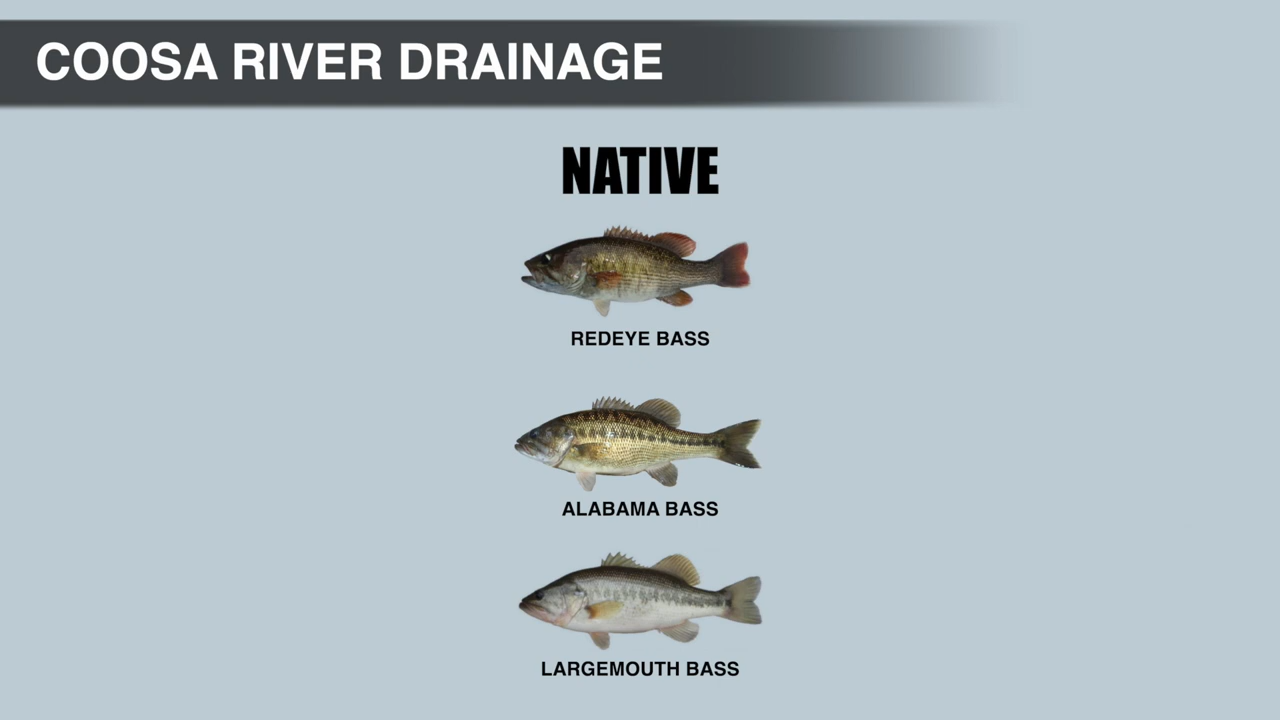 COOSA RIVER DRAINAGE
NATIVE
REDEYE BASS
ALABAMA BASS
LARGEMOUTH BASS